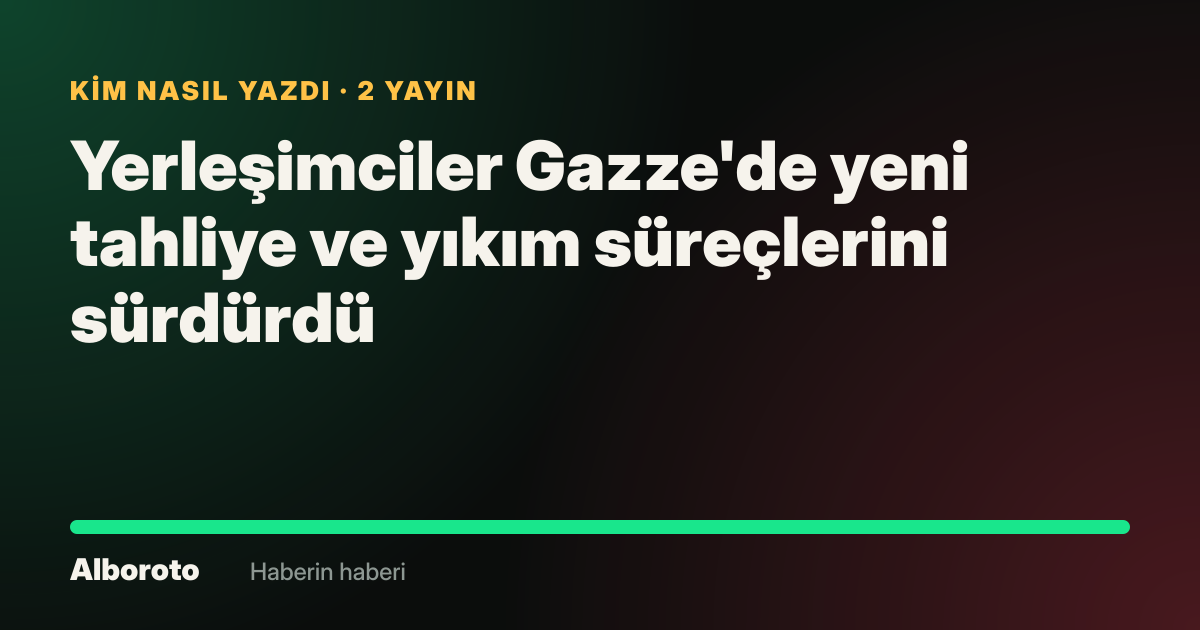 KİM NASIL YAZDI · 2 YAYIN
Yerleşimciler Gazze'de yeni
tahliye ve yıkım süreçlerini
sürdürdü
Alboroto
Haberin haberi